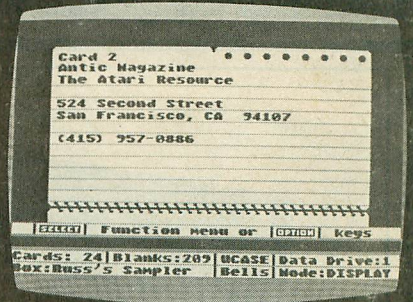 Card 2
Antic Magazine
The Atari Resource
524 Second Street
San Francisco, CA 94107
(415) 957-0886
SELECT Function menu or OPTION keys
Cards: 24 Blanks:209 UCASE Data Drive:1
Box:Russ's Sampler Bells Mode:DISPLAY